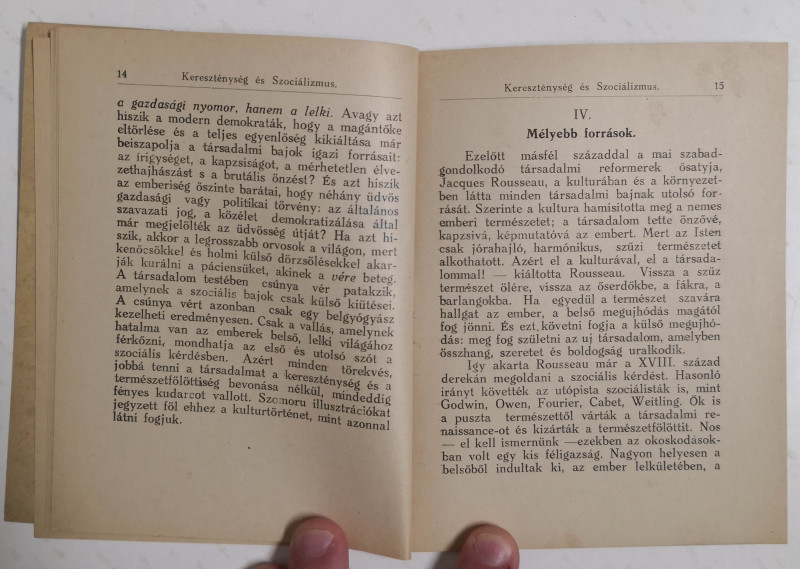 14 Kereszténység és Szociálizmus.
a gazdasági nyomor, hanem a lelki. Avagy azt
hiszik a modern demokraták, hogy a magántőke
eltörlése és a teljes egyenlőség kikiáltása már
beiszapolja a társadalmi bajok igazi forrásait:
az írigységet, a kapzsiságot, a mérhetetlen élve-
zethajhászást s a brutális önzést? És azt hiszik
az emberiség őszinte barátai, hogy néhány üdvös
gazdasági vagy politikai törvény: az általános
szavazati jog, a közélet demokratizálása által
már megjelölték az üdvösség útját? Ha azt hi-
szik, akkor a legrosszabb orvosok a világon, mert
kenőcsökkel és holmi külső dörzsölésekkel akar-
ják kurálni a páciensüket, akinek a vére beteg.
A társadalom testében csúnya vér patakzik,
amelynek a szociális bajok csak külső kiütései.
A csúnya vért azonban csak egy belgyógyász
kezelheti eredményesen. Csak a vallás, amelynek
hatalma van az emberek belső, lelki világához
férkőzni, mondhatja az első és utolsó szót a
szociális kérdésben. Azért minden törekvés,
jobbá tenni a társadalmat a kereszténység és a
természetfölöttiség bevonása nélkül, mindeddig
fényes kudarcot vallott. Szomoru illusztrációkat
jegyzett föl ehhez a kulturtörténet, mint azonnal
látni fogjuk.
Kereszténység és Szociálizmus. 15
IV.
Mélyebb források.
Ezelőtt másfél századdal a mai szabad-
gondolkodó társadalmi reformerek ősatyja,
Jacques Rousseau, a kulturában és a környezet-
ben látta minden társadalmi bajnak utolsó for-
rását. Szerinte a kultura hamisította meg a nemes
emberi természetet; a társadalom tette önzővé,
kapzsivá, képmutatóvá az embert. Mert az Isten
csak jórahajló, harmónikus, szűzi természetet
alkothatott. Azért el a kulturával, el a társada-
lommal! — kiáltotta Rousseau. Vissza a szűz
természet ölére, vissza az őserdőkbe, a fákra, a
barlangokba. Ha egyedül a természet szavára
hallgat az ember, a belső megujhódás magától
fog jönni. És ezt követni fogja a külső megujhó-
dás: meg fog születni az uj társadalom, amelyben
összhang, szeretet és boldogság uralkodik.
Igy akarta Rousseau már a XVIII. század
derekán megoldani a szociális kérdést. Hasonló
irányt követték az utópista szociálisták is, mint
Godwin, Owen, Fourier, Cabet, Weitling. Ők is
a puszta természettől várták a társadalmi re-
naissance-ot és kizárták a természetfölöttit. Nos
— el kell ismernünk —ezekben az okoskodások-
ban volt egy kis féligazság. Nagyon helyesen a
belsőből indultak ki, az ember lelkületében, a